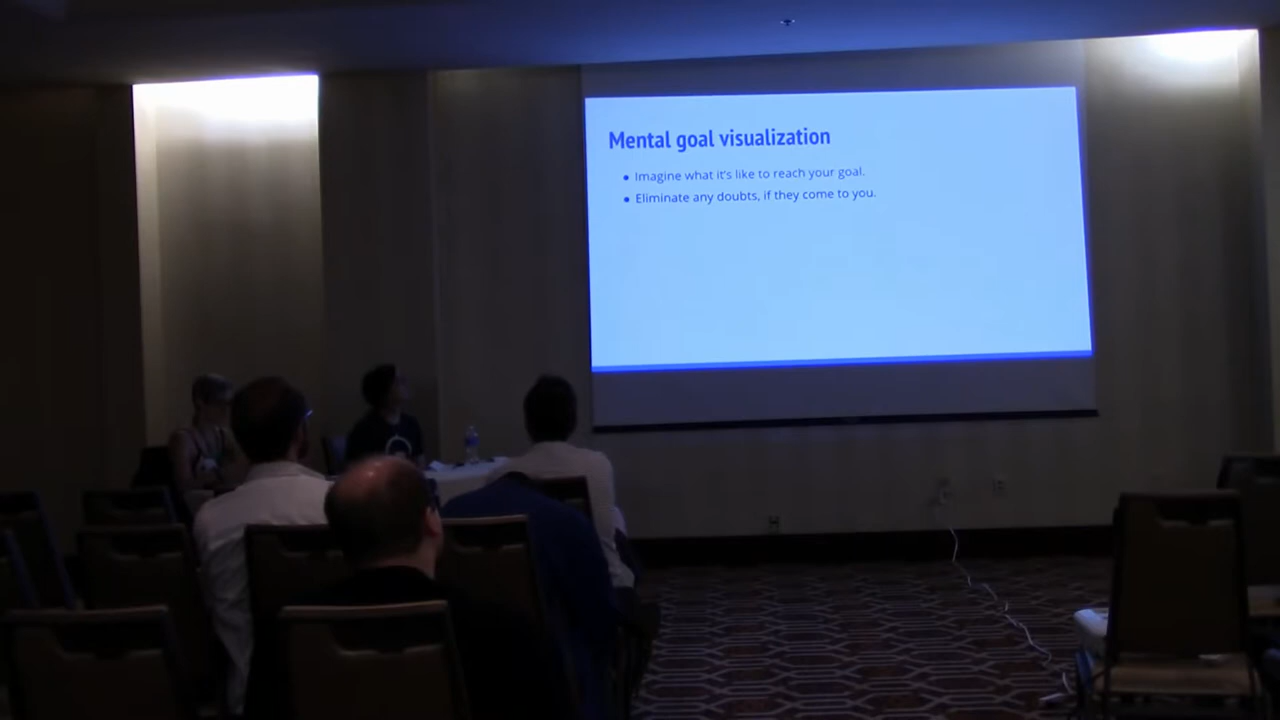 Mental goal visualization
• Imagine what it's like to reach your goal.
• Eliminate any doubts, if they come to you.